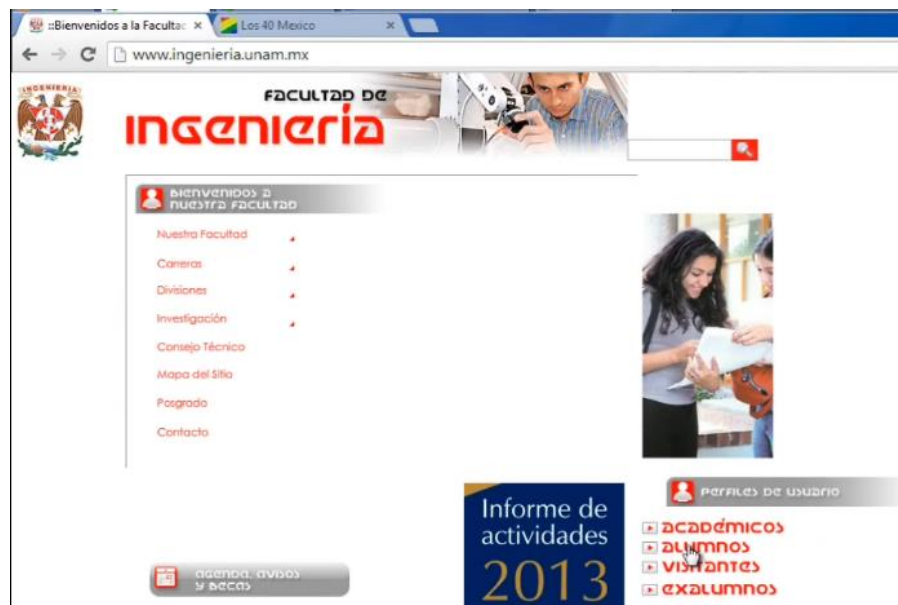 ::Bienvenidos a la Facultac
Los 40 Mexico
www.ingenieria.unam.mx
INGENIERIA
FACULTAD DE
INGENIERÍA
BIENVENIDOS A
NUESTRA FACULTAD
Nuestra Facultad
Carreras
Divisiones
Investigación
Consejo Técnico
Mapa del Sitio
Posgrado
Contacto
Informe de
actividades
2013
PERFILES DE USUARIO
ACADÉMICOS
ALUMNOS
VISITANTES
EXALUMNOS
AGENDA, AVISOS
Y BECAS